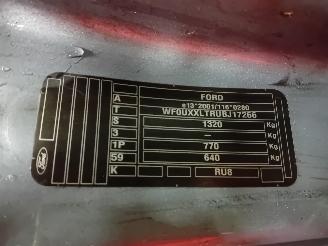 A FORD
e13*2001/116*0280
T WF0UXXLTRUBJ17256
S 1320 Kg
3 - Kg
1P 770 Kg
59 640 Kg
K RU8